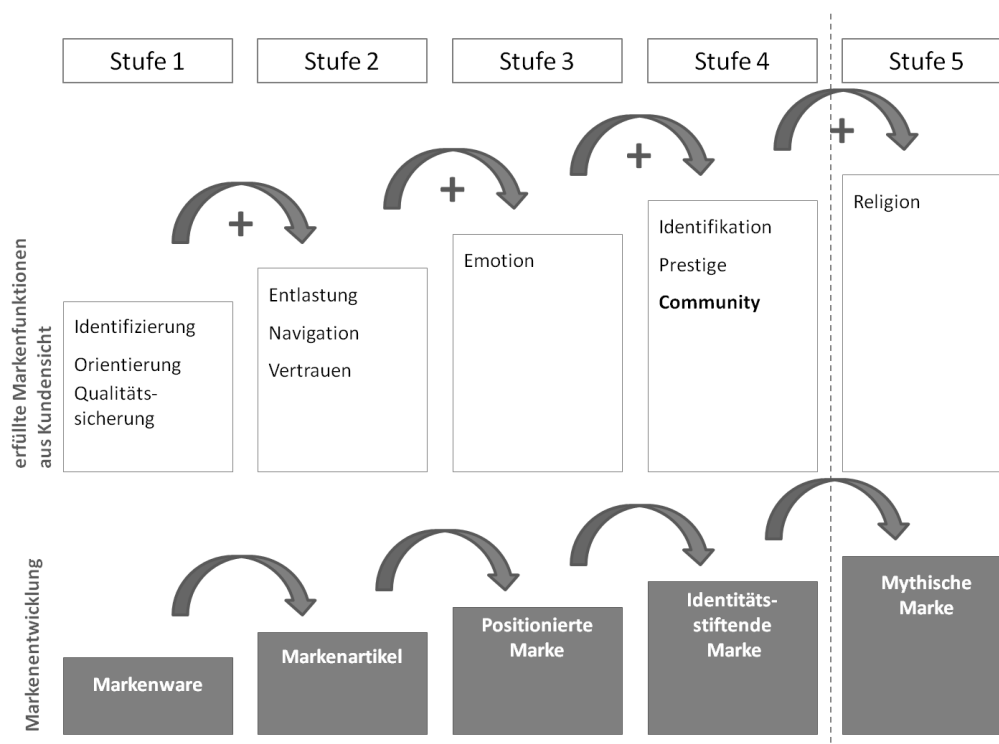 Stufe 1
Stufe 2
Stufe 3
Stufe 4
Stufe 5
+
+
+
+
erfüllte Markenfunktionen
aus Kundensicht
Identifizierung
Orientierung
Qualitäts-
sicherung
Entlastung
Navigation
Vertrauen
Emotion
Identifikation
Prestige
Community
Religion
Markenentwicklung
Markenware
Markenartikel
Positionierte
Marke
Identitäts-
stiftende
Marke
Mythische
Marke